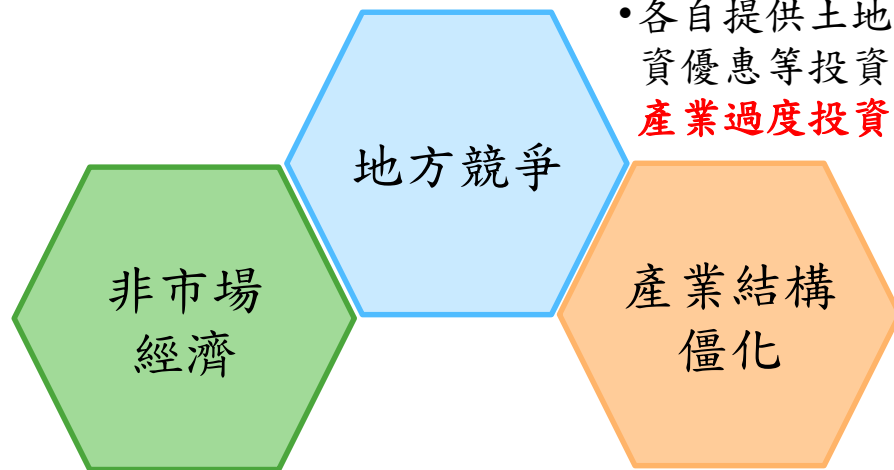 •各自提供土地
資優惠等投資
產業過度投資
地方競爭
非市場
經濟
產業結構
僵化